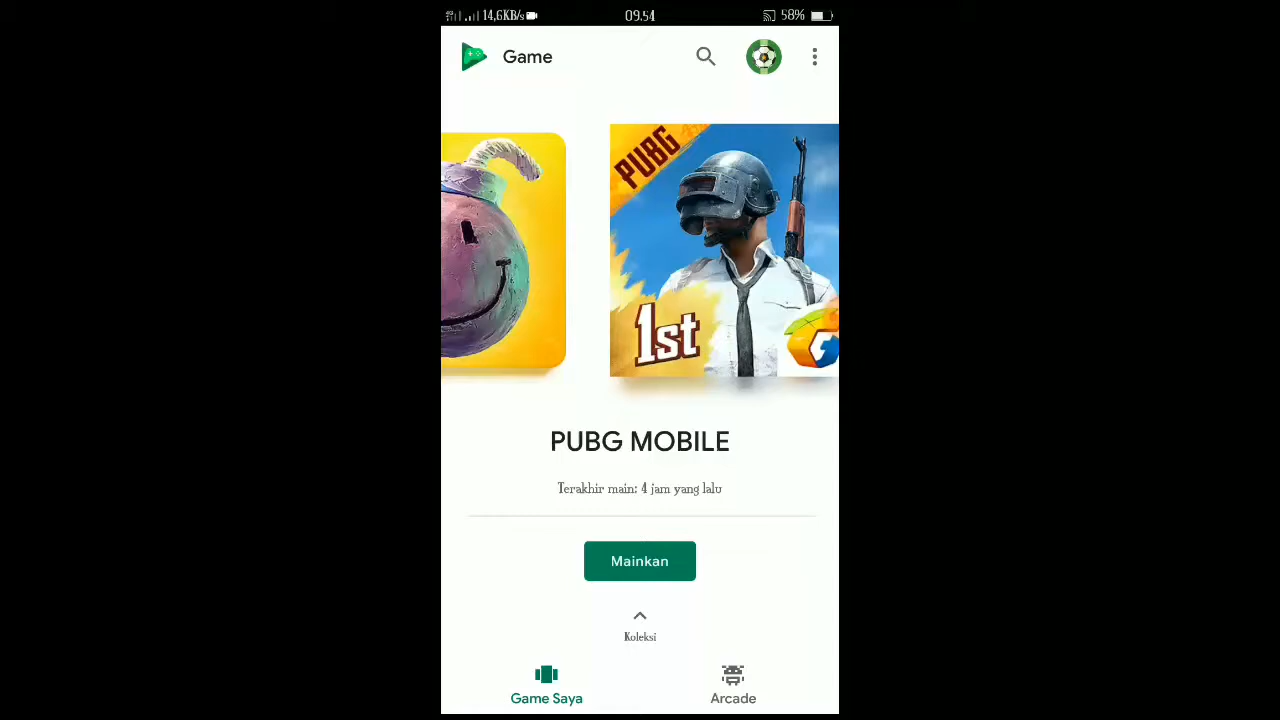 14,6KB/s 09.54 58%
Game
PUBG
1st
PUBG MOBILE
Terakhir main: 4 jam yang lalu
Mainkan
Koleksi
Game Saya Arcade